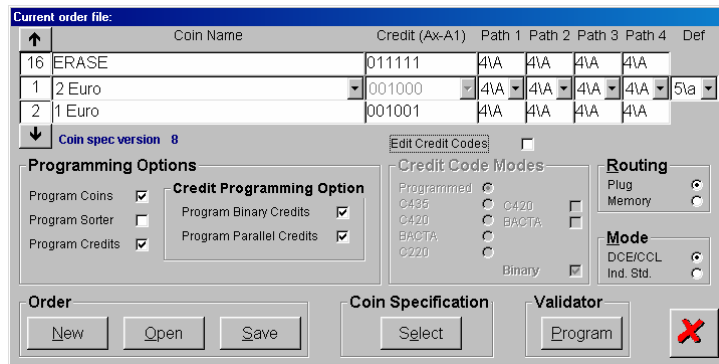 Current order file:
Coin Name Credit (Ax-A1) Path 1 Path 2 Path 3 Path 4 Def
16 ERASE 011111 4\A 4\A 4\A 4\A
1 2 Euro 001000 4\A 4\A 4\A 4\A 5\a
2 1 Euro 001001 4\A 4\A 4\A 4\A
Coin spec version 8
Edit Credit Codes
Programming Options
Program Coins
Program Sorter
Program Credits
Credit Programming Option
Program Binary Credits
Program Parallel Credits
Credit Code Modes
Programmed
C435
C420
BACTA
C220
C420
BACTA
Binary
Routing
Plug
Memory
Mode
DCE/CCL
Ind. Std.
Order
New Open Save
Coin Specification
Select
Validator
Program